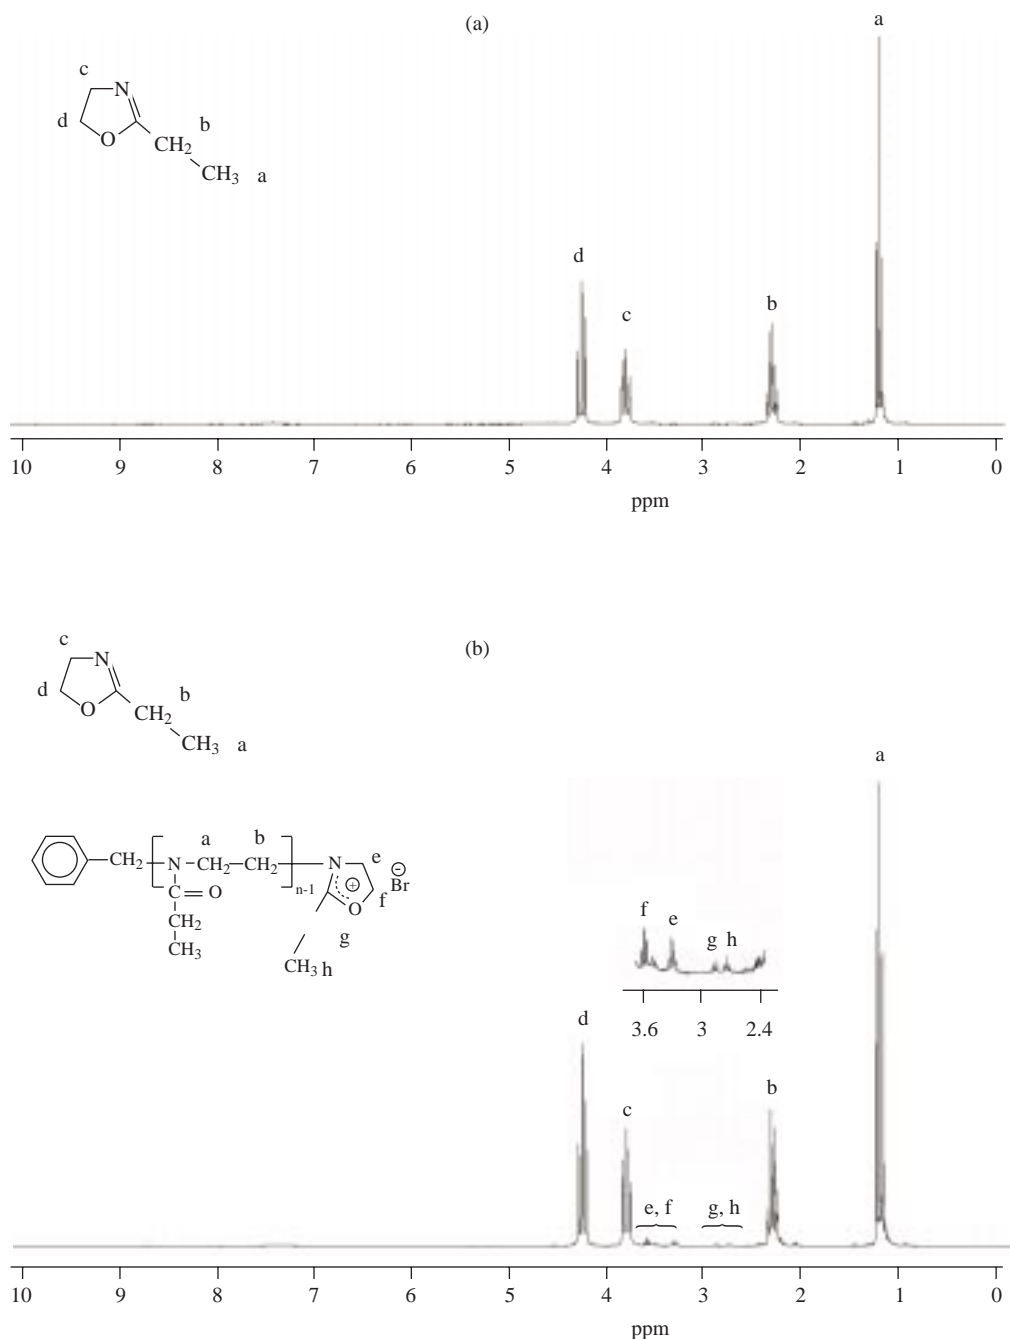 (a)
a
c
N
d
O
b
CH2
CH3 a
d
c
b
10 9 8 7 6 5 4 3 2 1 0
ppm
(b)
c
N
d
O
b
CH2
CH3 a
a
a b
CH2 N CH2 CH2 N e
n-1 + − Br
C O
O f
CH2 g
CH3
CH3 h
f e g h
3.6 3 2.4
d
c
b
e, f g, h
10 9 8 7 6 5 4 3 2 1 0
ppm